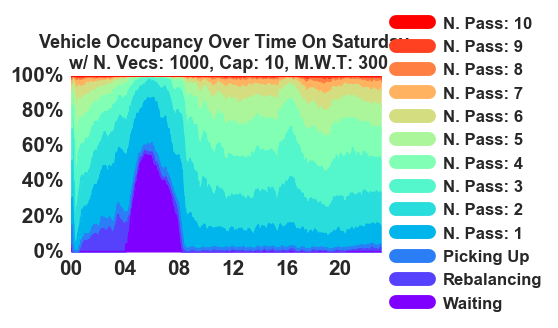 Vehicle Occupancy Over Time On Saturday
w/ N. Vecs: 1000, Cap: 10, M.W.T: 300
100%
80%
60%
40%
20%
0%
00 04 08 12 16 20
N. Pass: 10
N. Pass: 9
N. Pass: 8
N. Pass: 7
N. Pass: 6
N. Pass: 5
N. Pass: 4
N. Pass: 3
N. Pass: 2
N. Pass: 1
Picking Up
Rebalancing
Waiting